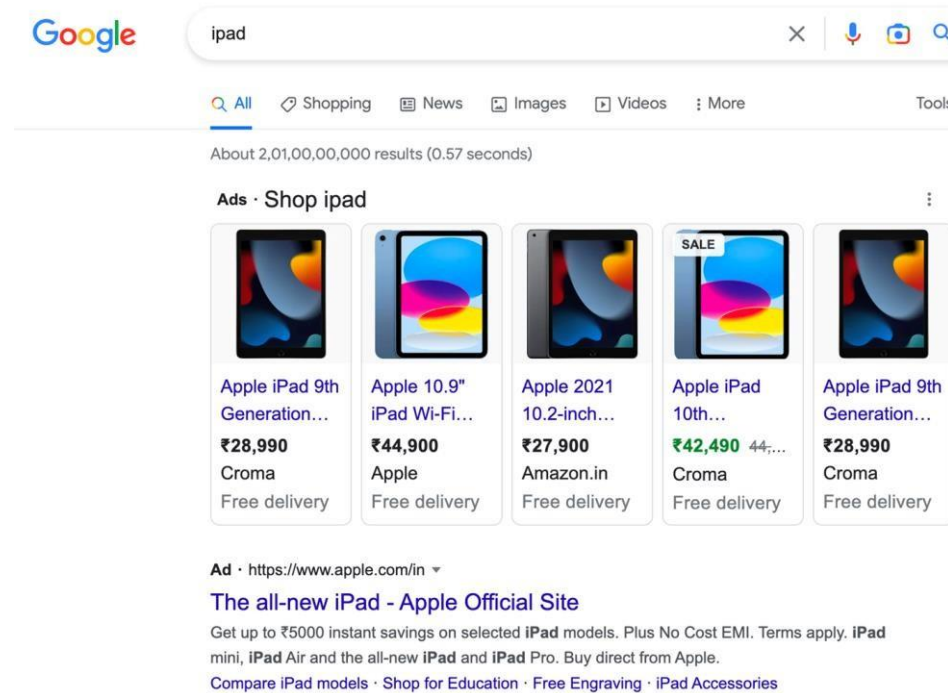 Google
ipad
All Shopping News Images Videos More Tools
About 2,01,00,00,000 results (0.57 seconds)
Ads · Shop ipad
SALE
Apple iPad 9th
Generation...
₹28,990
Croma
Free delivery
Apple 10.9"
iPad Wi-Fi...
₹44,900
Apple
Free delivery
Apple 2021
10.2-inch...
₹27,900
Amazon.in
Free delivery
Apple iPad
10th...
₹42,490 44,...
Croma
Free delivery
Apple iPad 9th
Generation...
₹28,990
Croma
Free delivery
Ad · https://www.apple.com/in
The all-new iPad - Apple Official Site
Get up to ₹5000 instant savings on selected iPad models. Plus No Cost EMI. Terms apply. iPad
mini, iPad Air and the all-new iPad and iPad Pro. Buy direct from Apple.
Compare iPad models · Shop for Education · Free Engraving · iPad Accessories